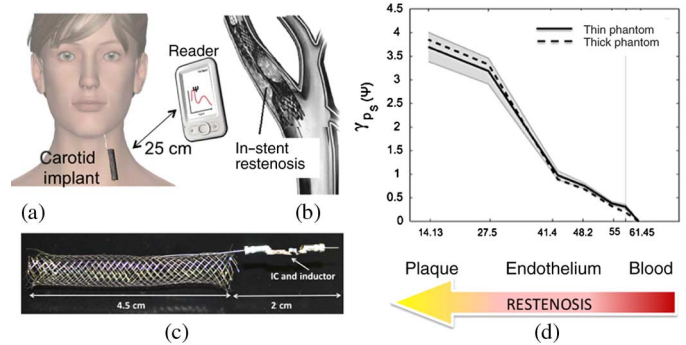 Reader
25 cm
Carotid
implant
(a)
In-stent
restenosis
(b)
IC and inductor
4.5 cm
2 cm
(c)
Thin phantom
Thick phantom
γPS(Ψ)
4.5
4
3.5
3
2.5
2
1.5
1
0.5
0
14.13
27.5
41.4
48.2
55
61.45
Plaque
Endothelium
Blood
RESTENOSIS
(d)